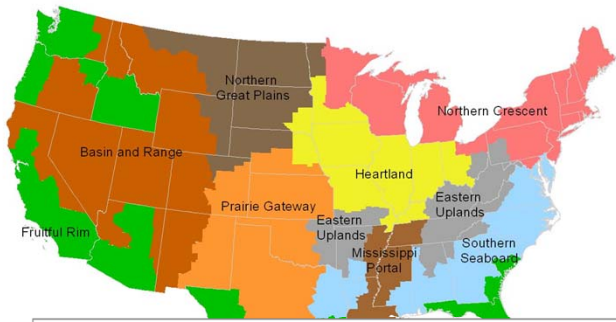 Northern
Great Plains
Northern Crescent
Basin and Range
Heartland
Prairie Gateway
Eastern
Uplands
Eastern
Uplands
Fruitful Rim
Mississippi
Portal
Southern
Seaboard